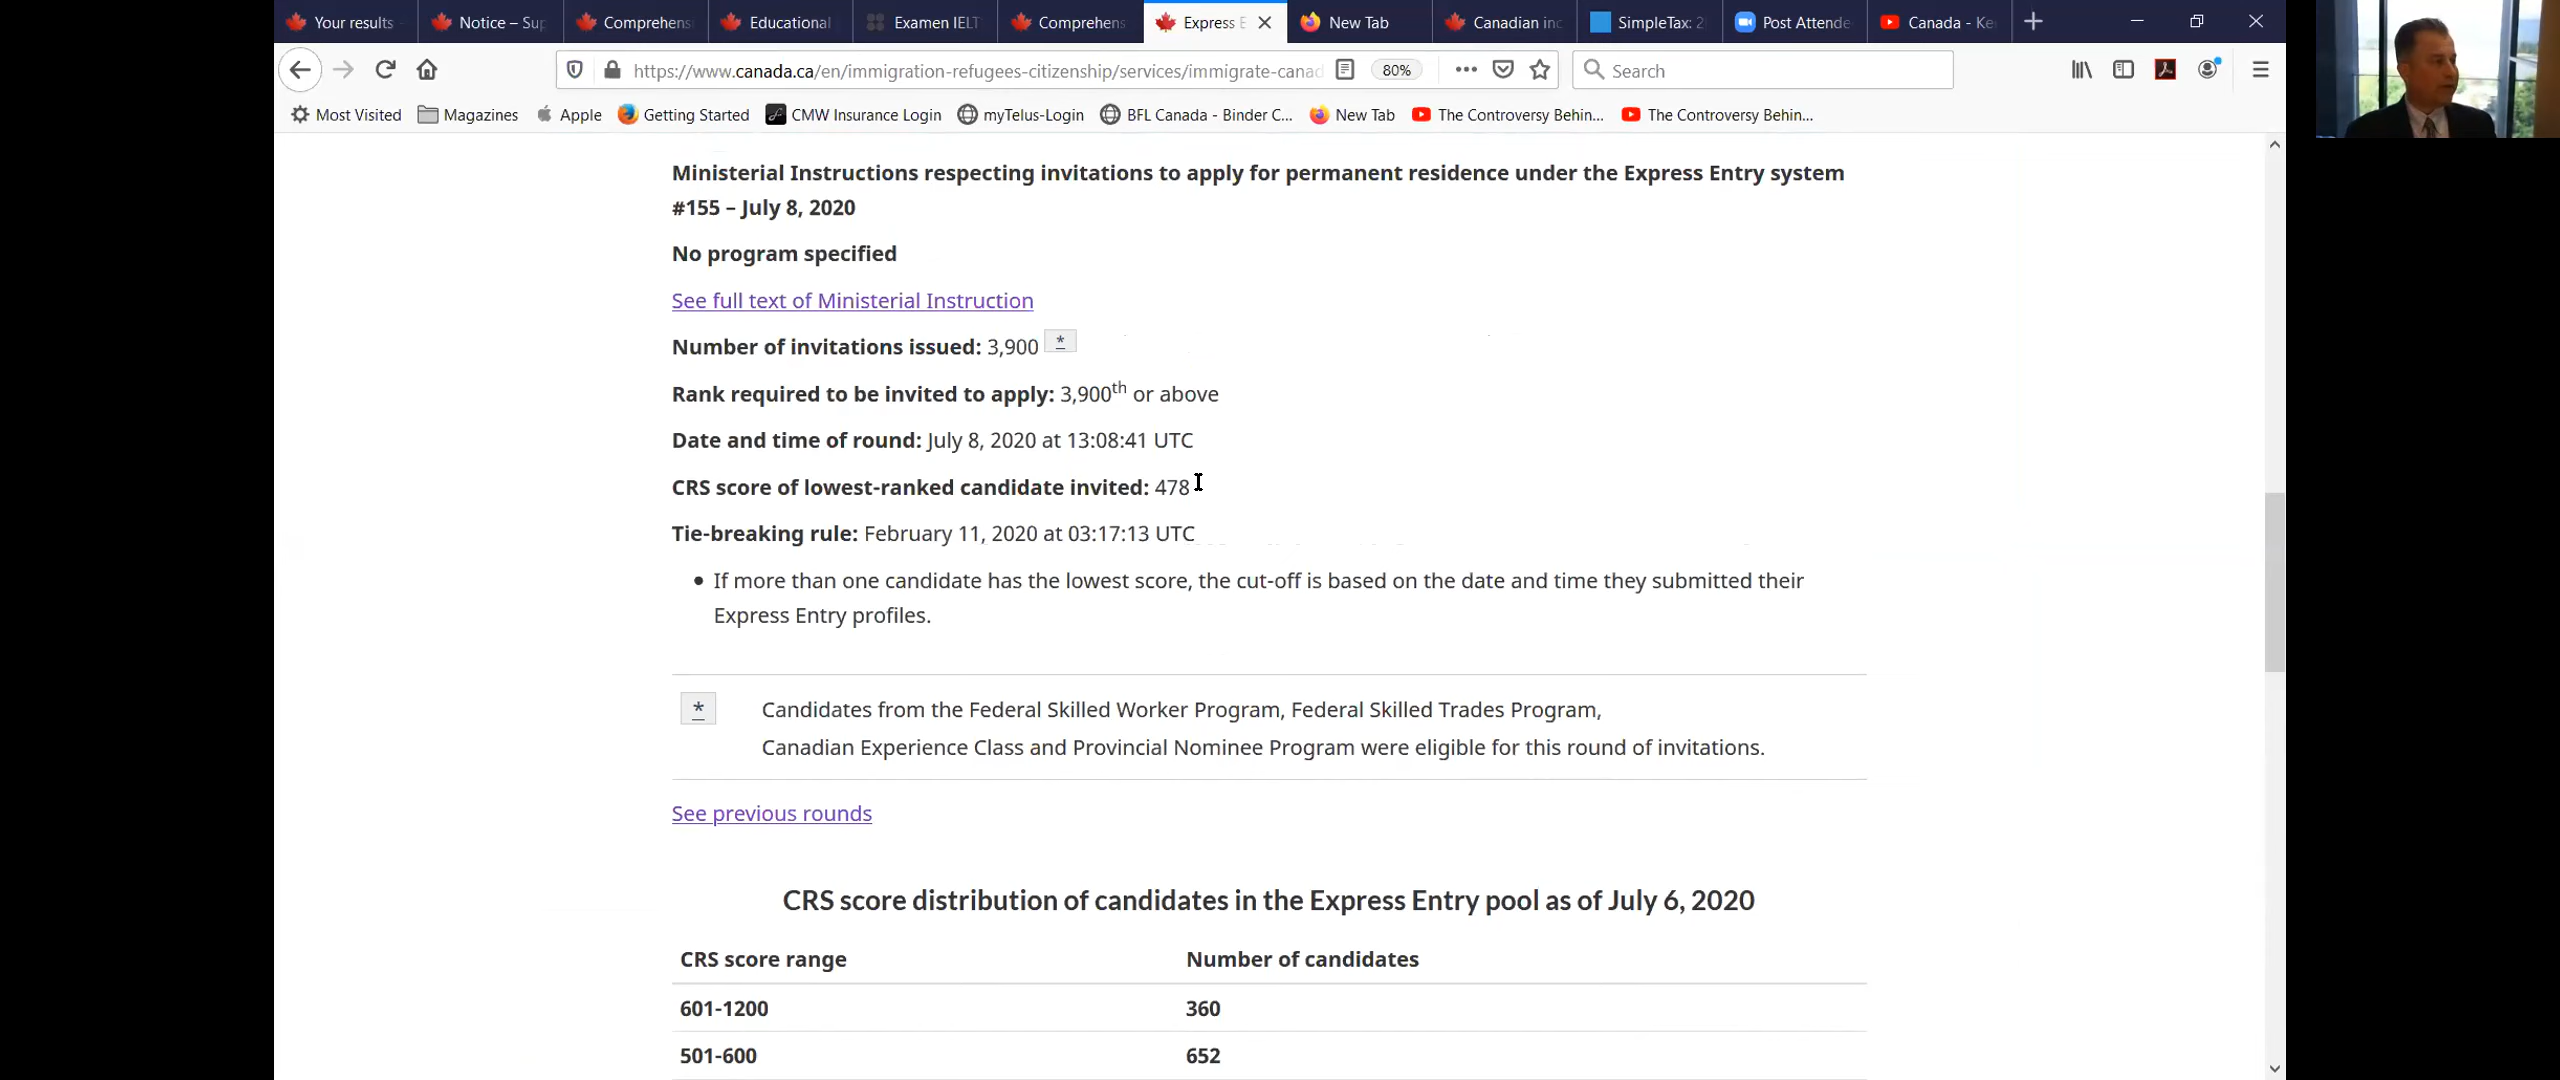 Your results
Notice – Su
Comprehens
Educational
Examen IELT
Comprehens
Express E
New Tab
Canadian inc
SimpleTax: 2
Post Attende
Canada - Ke
https://www.canada.ca/en/immigration-refugees-citizenship/services/immigrate-canad
80%
Search
Most Visited
Magazines
Apple
Getting Started
CMW Insurance Login
myTelus-Login
BFL Canada - Binder C...
New Tab
The Controversy Behin...
The Controversy Behin...
Ministerial Instructions respecting invitations to apply for permanent residence under the Express Entry system
#155 – July 8, 2020
No program specified
See full text of Ministerial Instruction
Number of invitations issued: 3,900 *
Rank required to be invited to apply: 3,900th or above
Date and time of round: July 8, 2020 at 13:08:41 UTC
CRS score of lowest-ranked candidate invited: 478
Tie-breaking rule: February 11, 2020 at 03:17:13 UTC
• If more than one candidate has the lowest score, the cut-off is based on the date and time they submitted their
Express Entry profiles.
* Candidates from the Federal Skilled Worker Program, Federal Skilled Trades Program,
Canadian Experience Class and Provincial Nominee Program were eligible for this round of invitations.
See previous rounds
CRS score distribution of candidates in the Express Entry pool as of July 6, 2020
CRS score range Number of candidates
601-1200 360
501-600 652